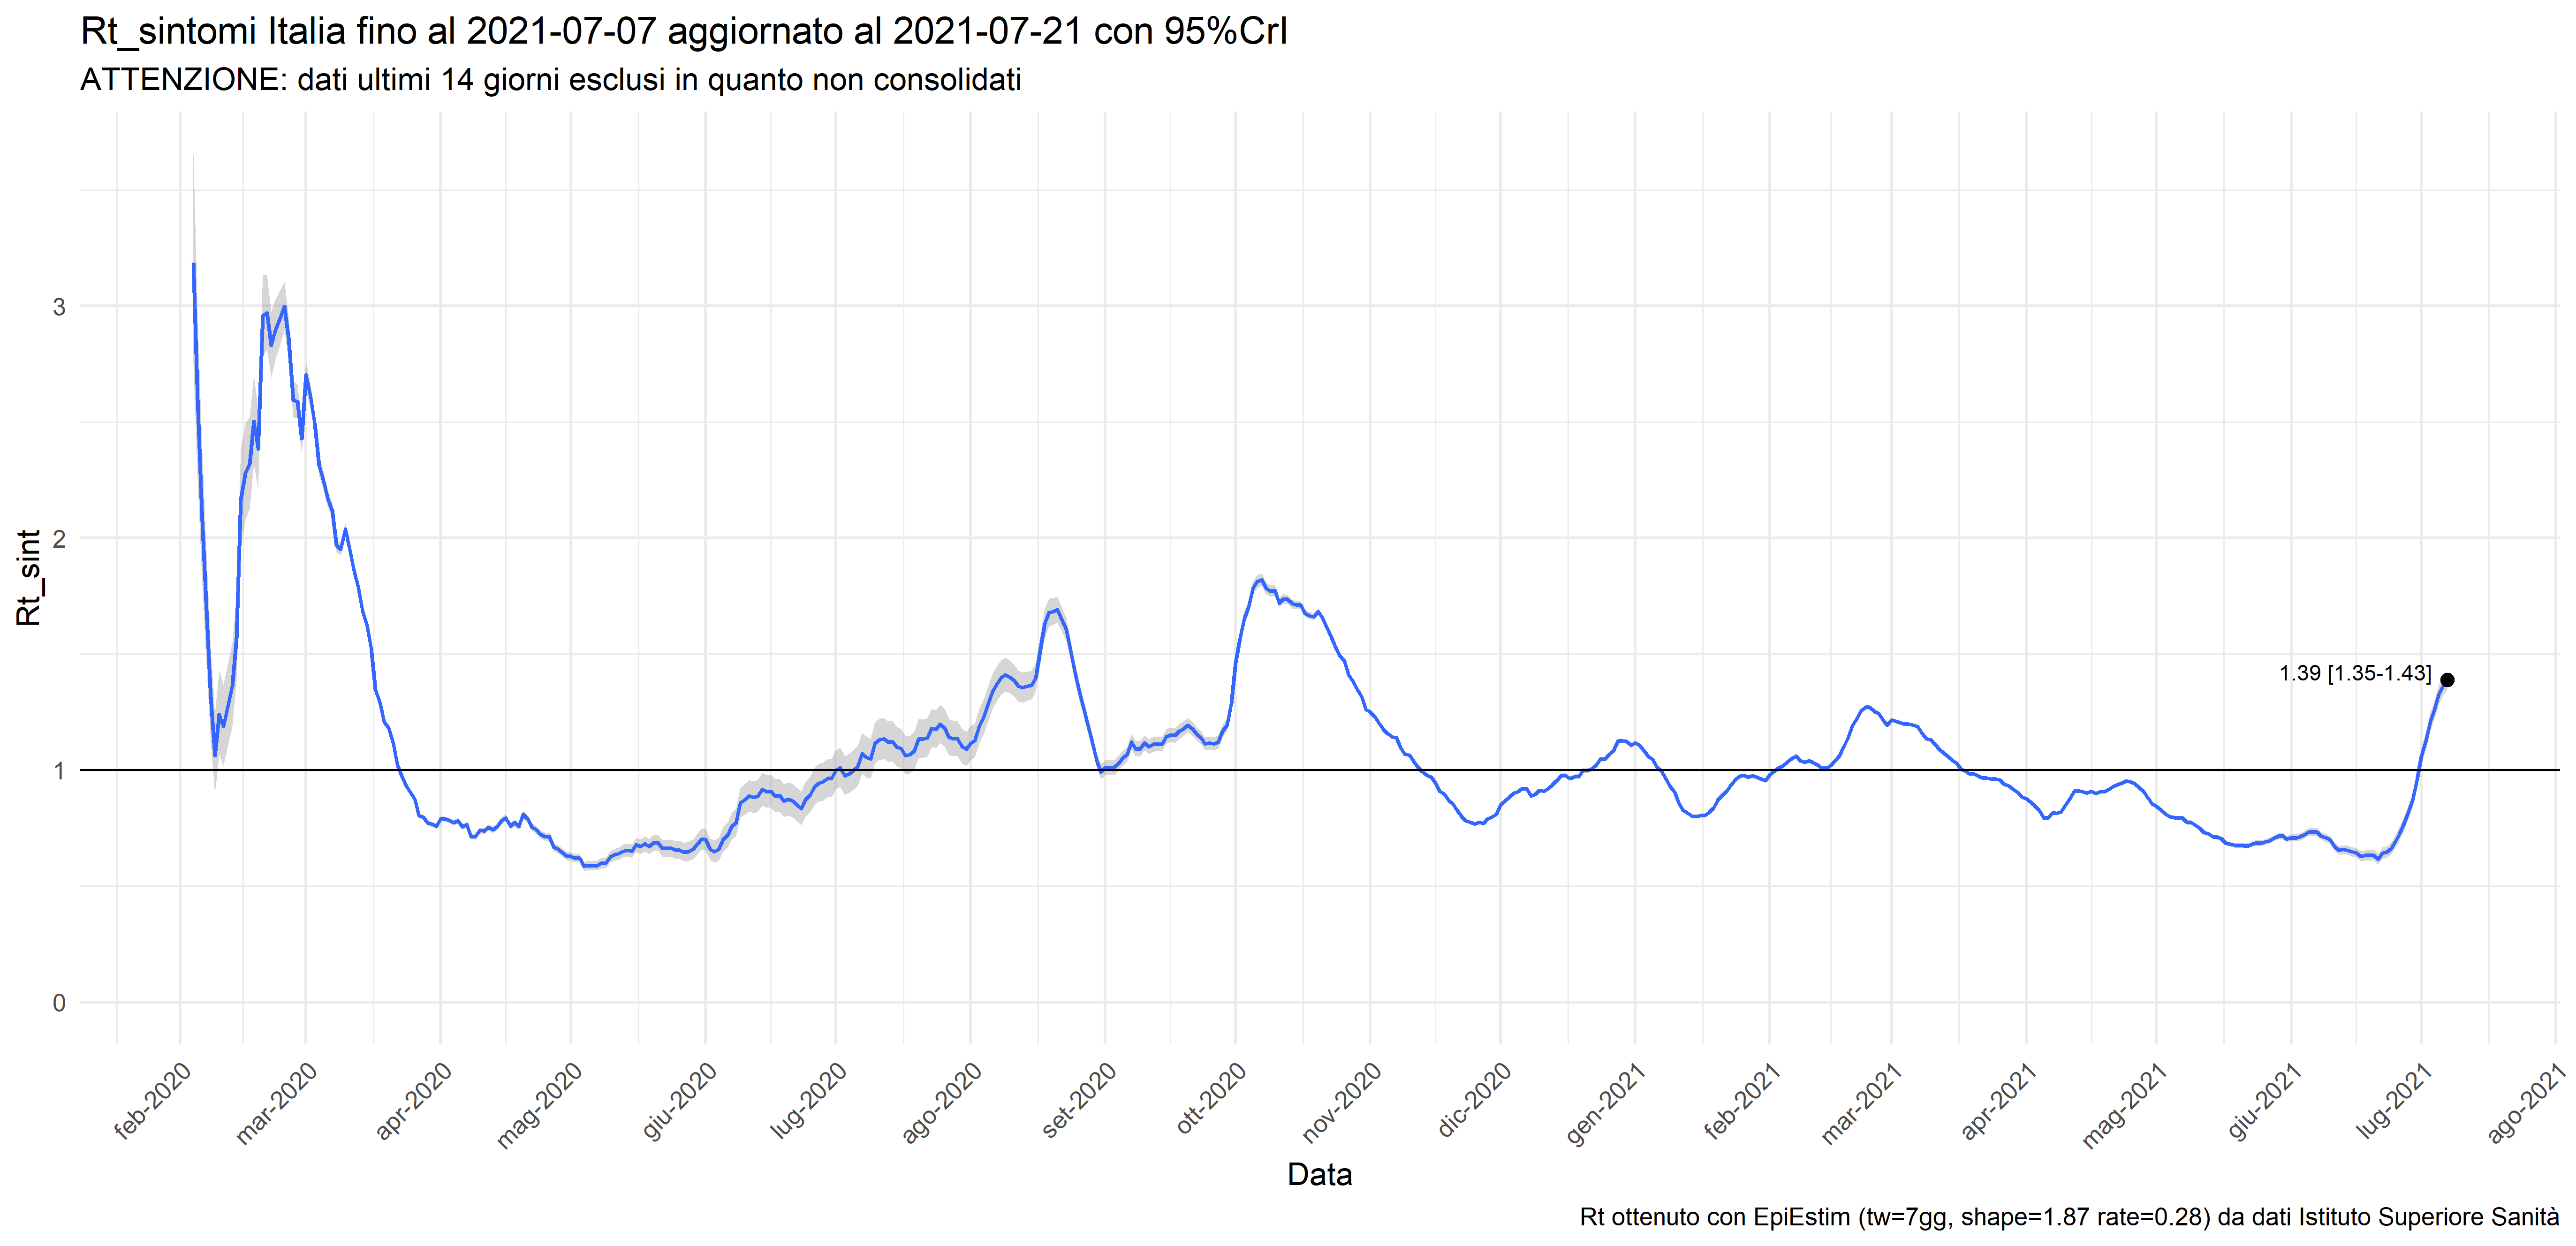 Rt_sintomi Italia fino al 2021-07-07 aggiornato al 2021-07-21 con 95%CrI
ATTENZIONE: dati ultimi 14 giorni esclusi in quanto non consolidati
Rt_sint
3
2
1
0
1.39 [1.35-1.43]
feb-2020
mar-2020
apr-2020
mag-2020
giu-2020
lug-2020
ago-2020
set-2020
ott-2020
nov-2020
dic-2020
gen-2021
feb-2021
mar-2021
apr-2021
mag-2021
giu-2021
lug-2021
ago-2021
Data
Rt ottenuto con EpiEstim (tw=7gg, shape=1.87 rate=0.28) da dati Istituto Superiore Sanità